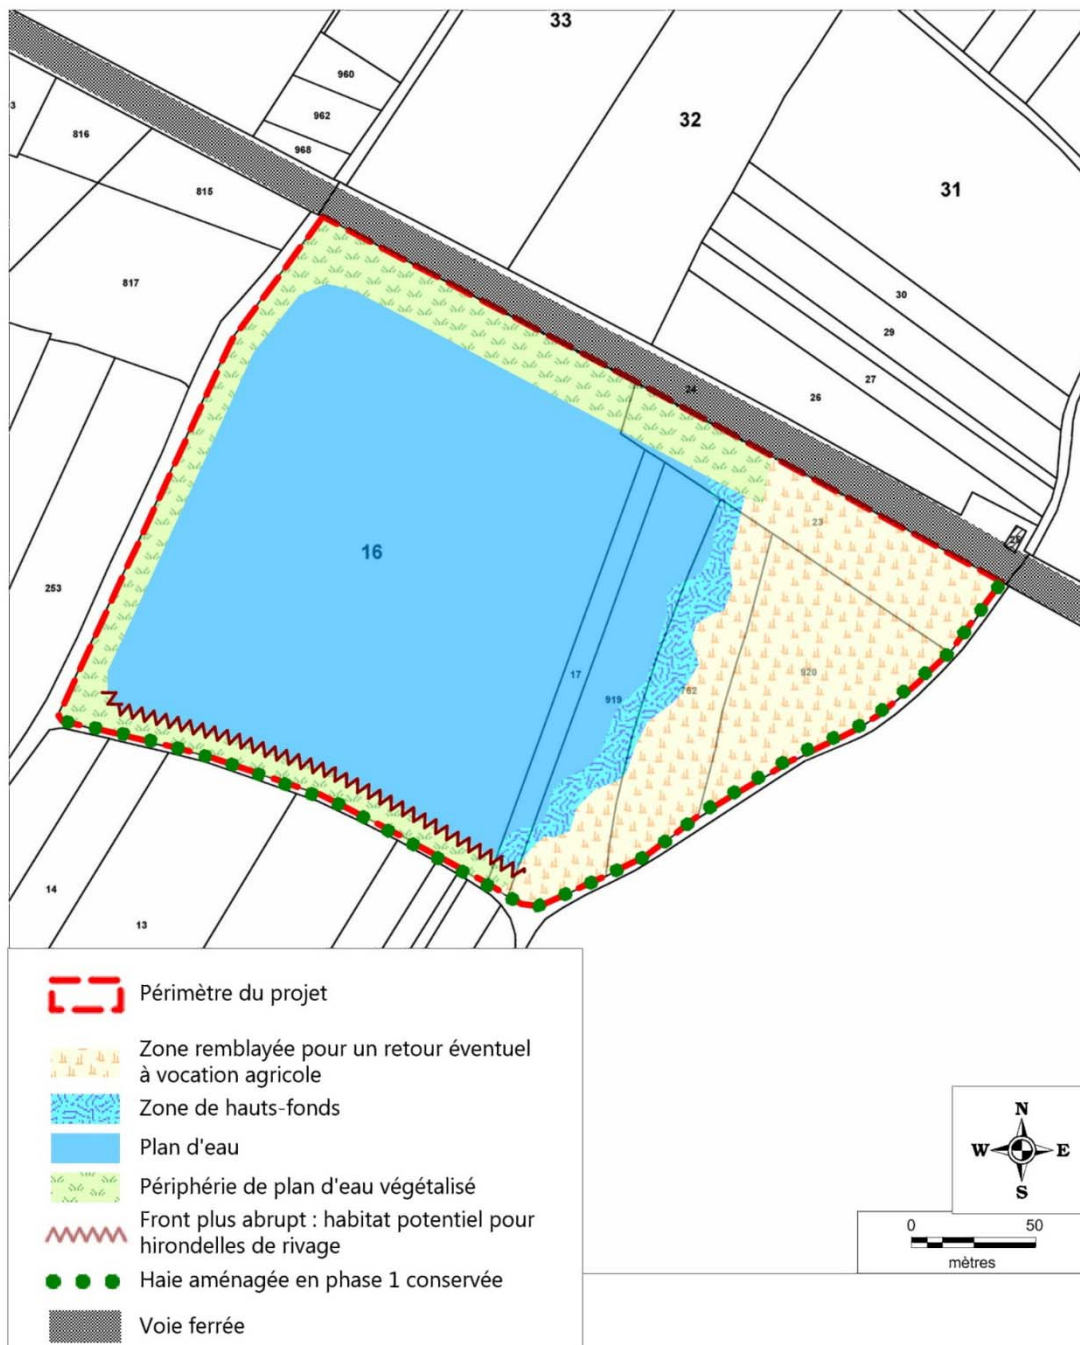 33
960
962
968
32
3
816
815
31
817
30
29
27
24
26
23
25
16
253
17
919
762
920
14
13
Périmètre du projet
Zone remblayée pour un retour éventuel
à vocation agricole
Zone de hauts-fonds
Plan d'eau
Périphérie de plan d'eau végétalisé
Front plus abrupt : habitat potentiel pour
hirondelles de rivage
Haie aménagée en phase 1 conservée
Voie ferrée
N
W E
S
0 50
mètres